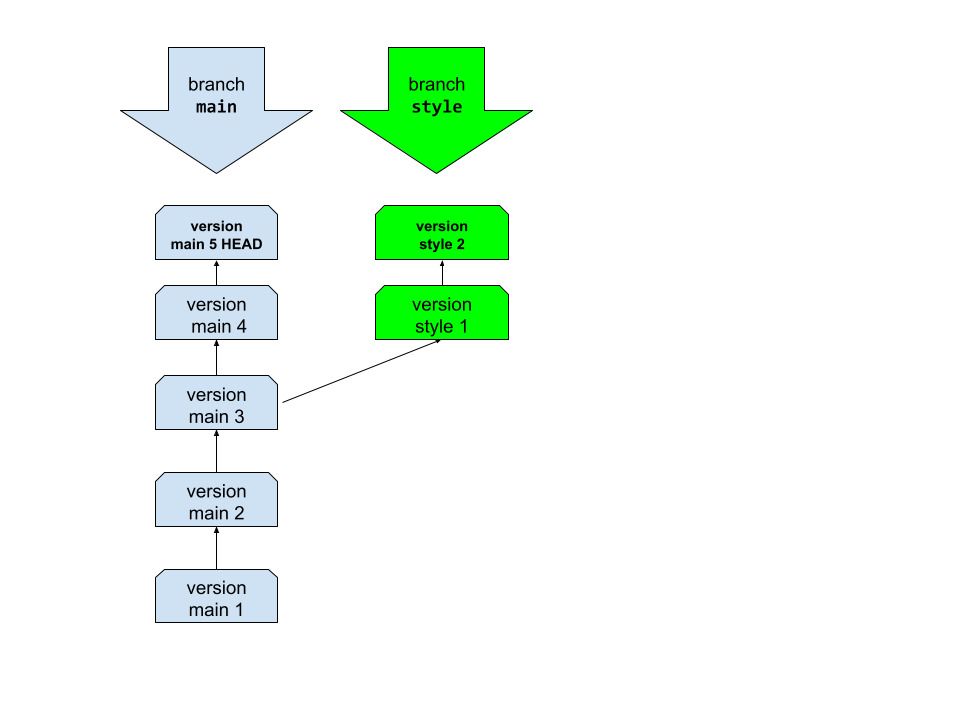 branch
main
branch
style
version
main 5 HEAD
version
style 2
version
main 4
version
style 1
version
main 3
version
main 2
version
main 1